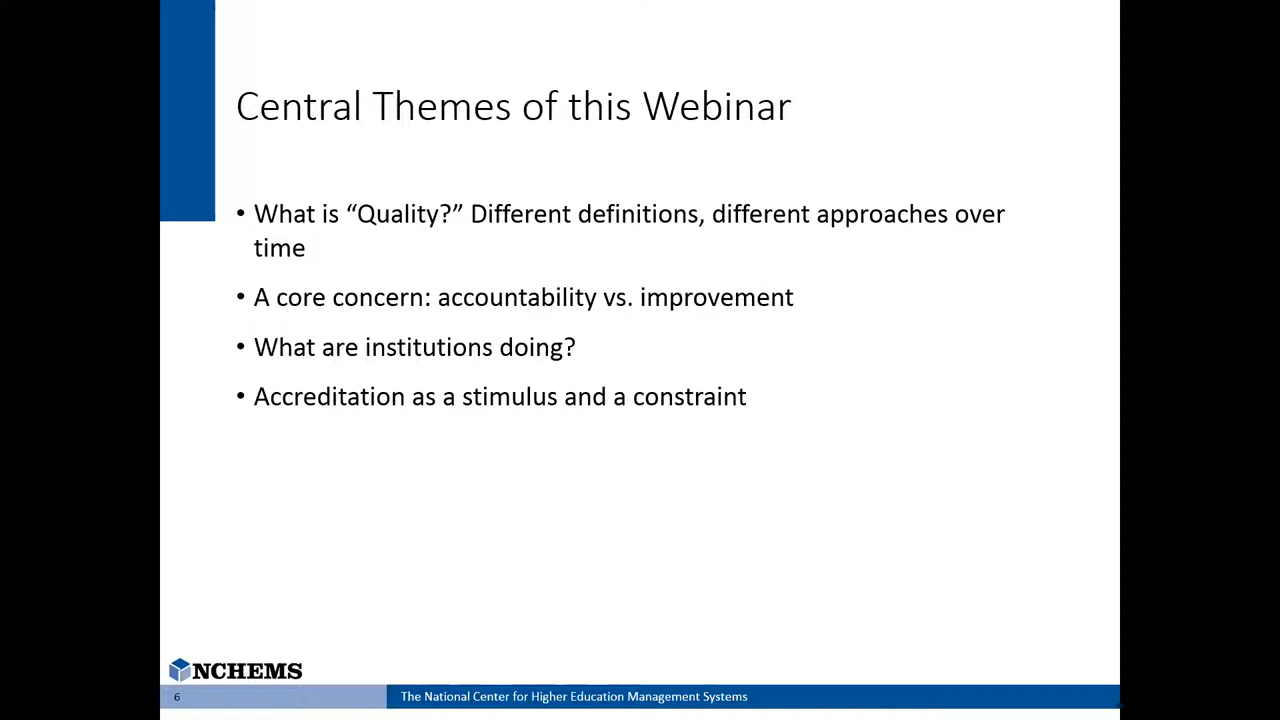 Central Themes of this Webinar
• What is “Quality?” Different definitions, different approaches over
time
• A core concern: accountability vs. improvement
• What are institutions doing?
• Accreditation as a stimulus and a constraint
NCHEMS
6
The National Center for Higher Education Management Systems